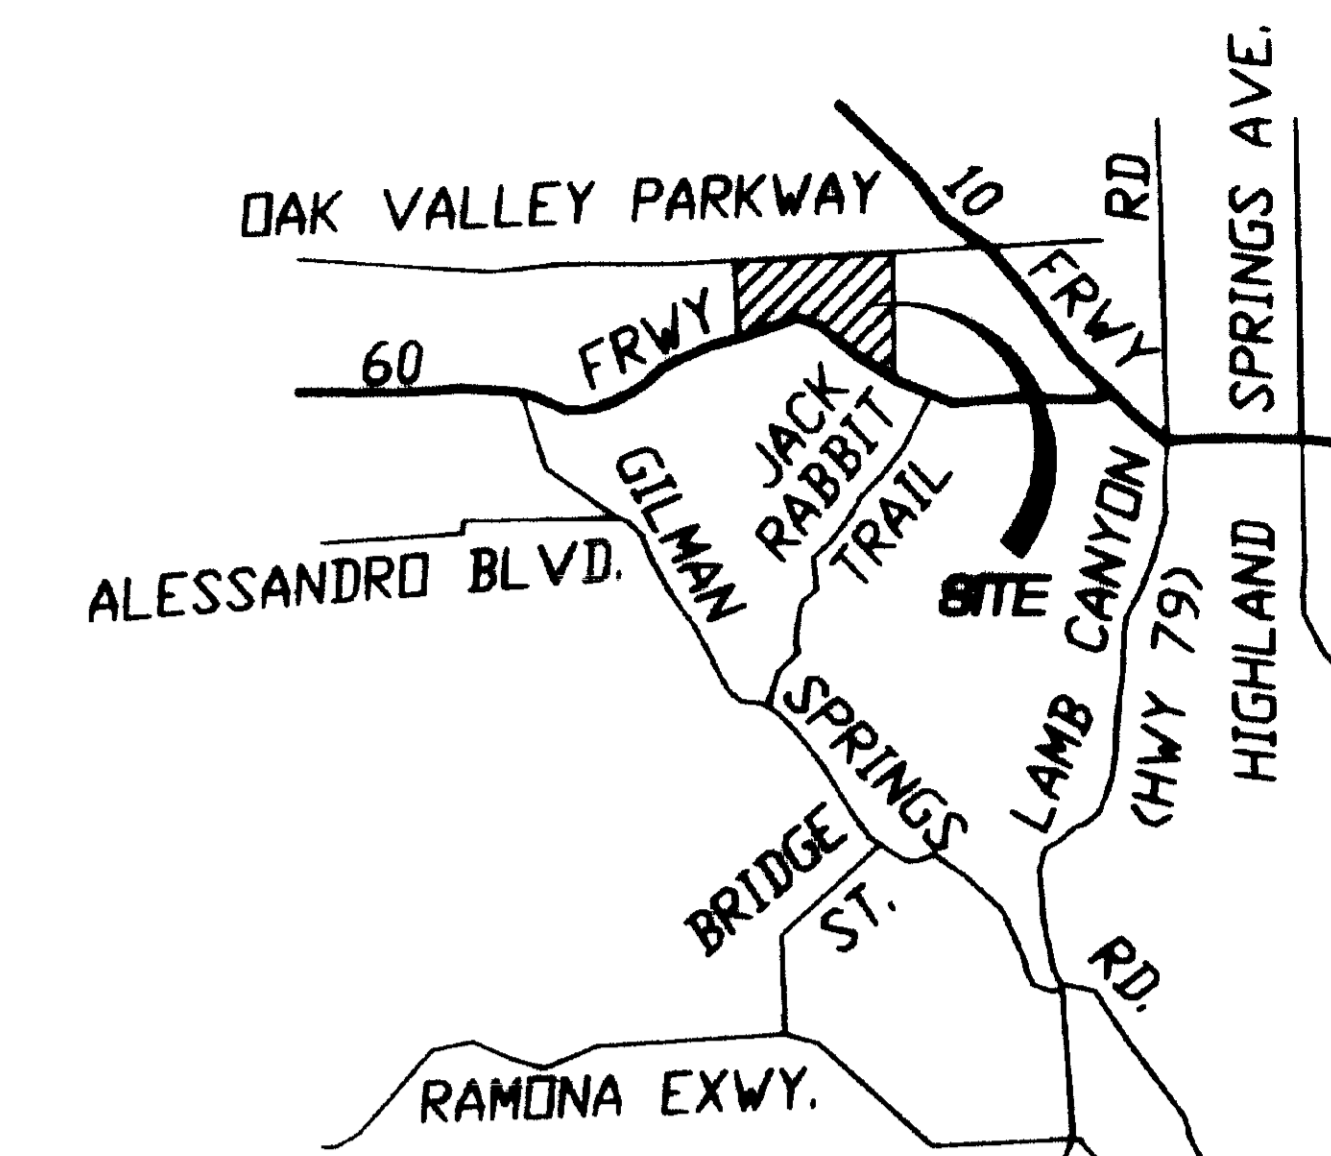 OAK VALLEY PARKWAY
10
FRWY
RD
SPRINGS AVE.
HIGHLAND
60
FRWY
JACK
RABBIT
TRAIL
GILMAN
SPRINGS
RD.
ALESSANDRO BLVD.
SITE
LAMB CANYON
(HWY 79)
BRIDGE
ST.
RAMONA EXWY.